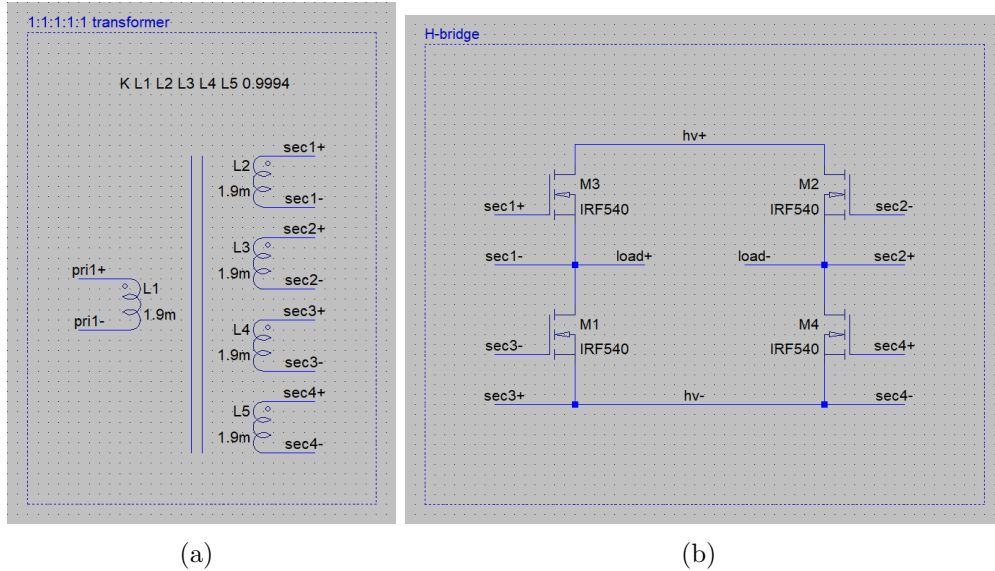 1:1:1:1:1 transformer
K L1 L2 L3 L4 L5 0.9994
sec1+
L2
1.9m
sec1-
sec2+
L3
1.9m
sec2-
pri1+
L1
pri1-
1.9m
sec3+
L4
1.9m
sec3-
sec4+
L5
1.9m
sec4-
(a)
H-bridge
hv+
M3
M2
sec1+
IRF540
IRF540
sec2-
sec1-
load+
load-
sec2+
M1
M4
sec3-
IRF540
IRF540
sec4+
sec3+
hv-
sec4-
(b)